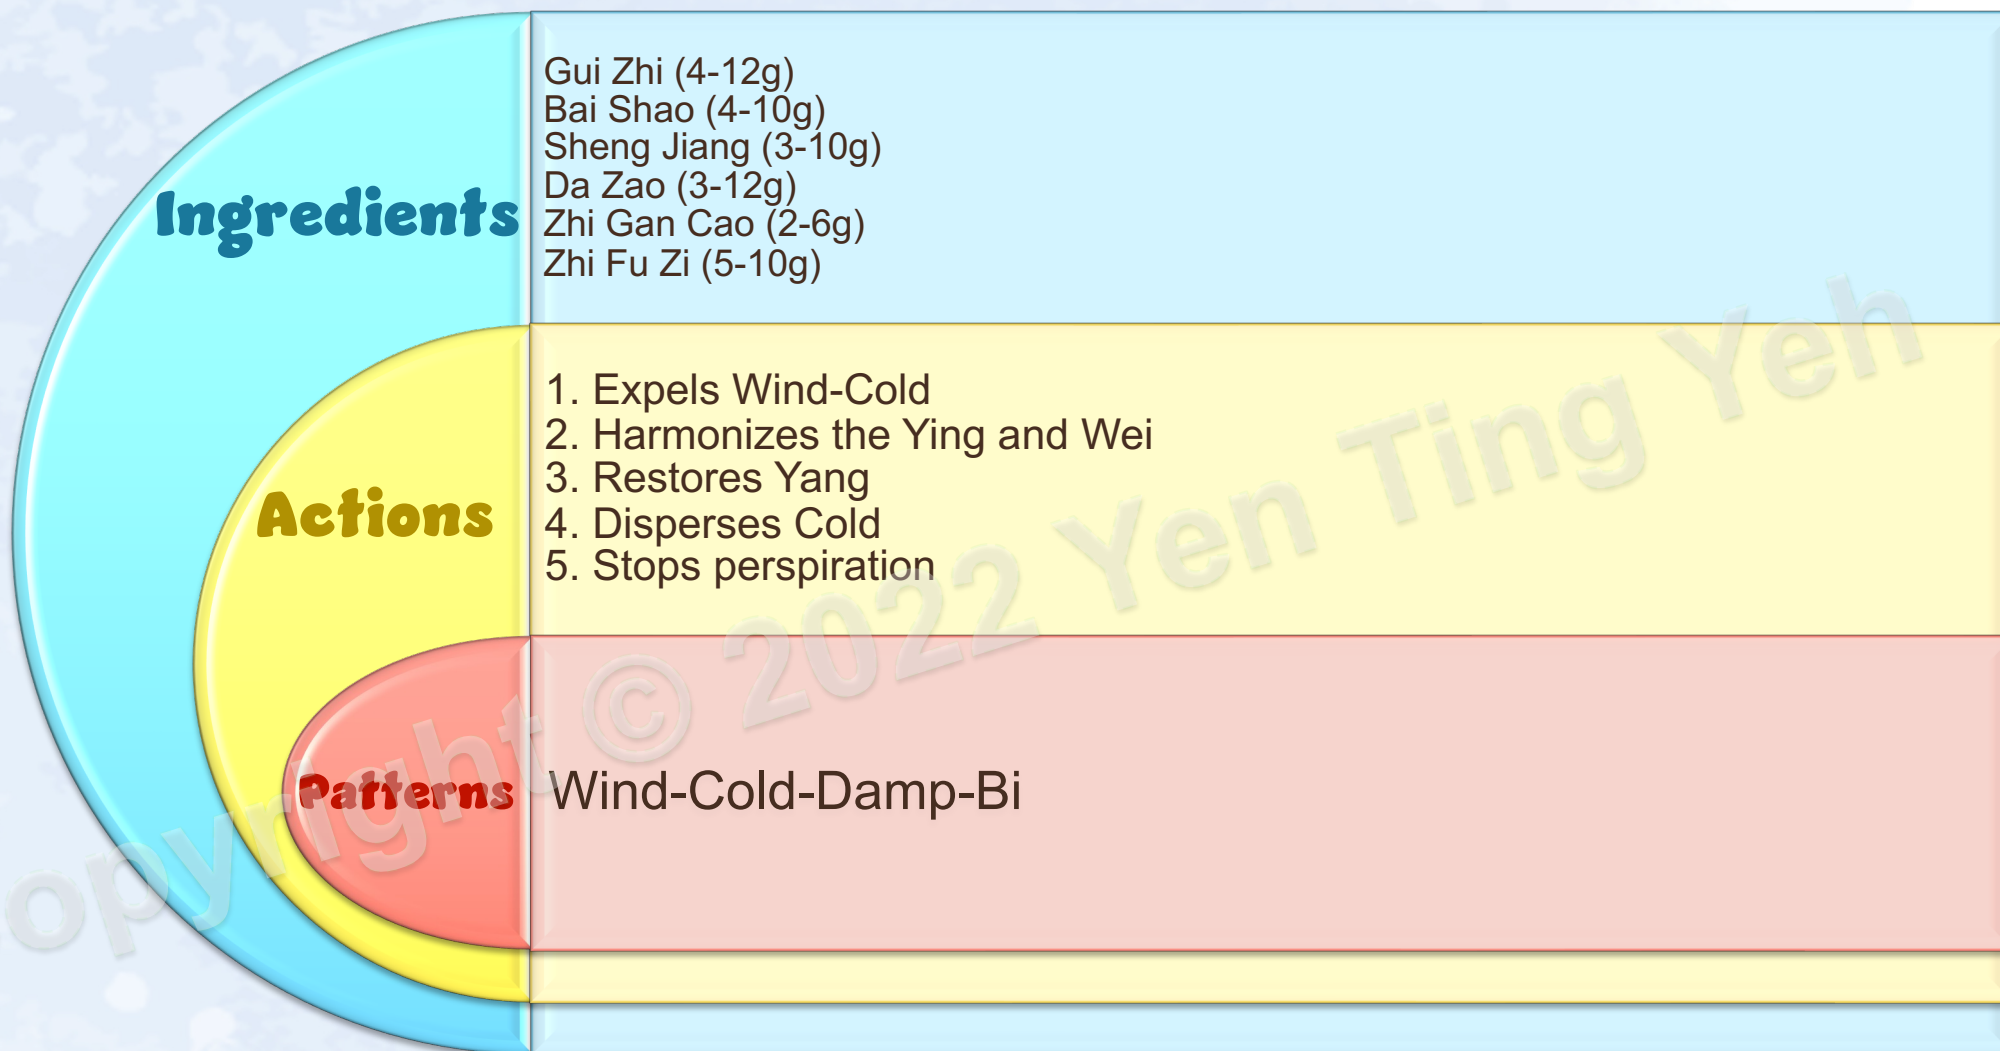 Ingredients
Gui Zhi (4-12g)
Bai Shao (4-10g)
Sheng Jiang (3-10g)
Da Zao (3-12g)
Zhi Gan Cao (2-6g)
Zhi Fu Zi (5-10g)
Actions
1. Expels Wind-Cold
2. Harmonizes the Ying and Wei
3. Restores Yang
4. Disperses Cold
5. Stops perspiration
Patterns
Wind-Cold-Damp-Bi
opyright © 2022 Yen Ting Yeh